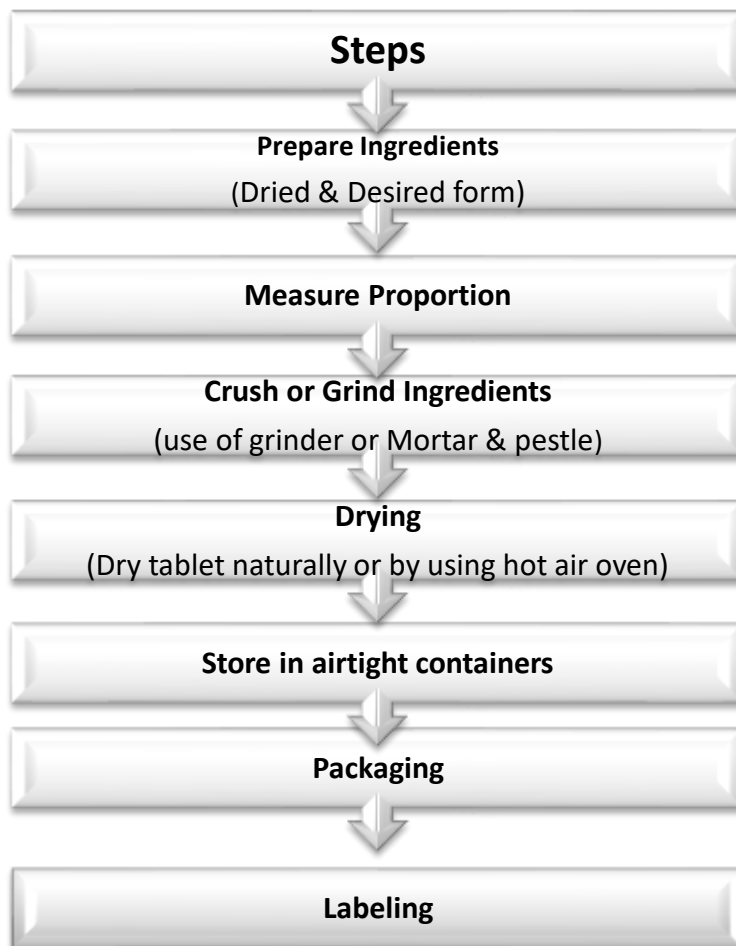 Steps
Prepare Ingredients
(Dried & Desired form)
Measure Proportion
Crush or Grind Ingredients
(use of grinder or Mortar & pestle)
Drying
(Dry tablet naturally or by using hot air oven)
Store in airtight containers
Packaging
Labeling